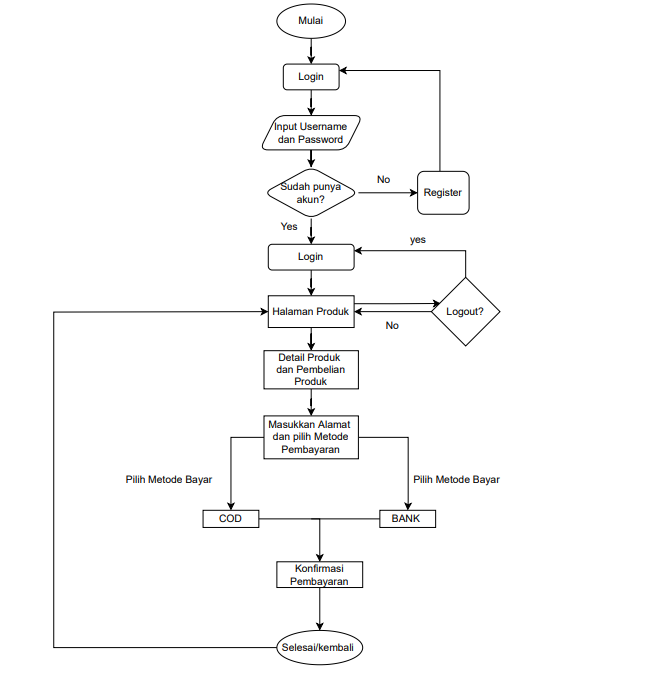 Mulai
Login
Input Username
dan Password
Sudah punya
akun?
No
Register
Yes
Login
yes
Halaman Produk
Logout?
No
Detail Produk
dan Pembelian
Produk
Masukkan Alamat
dan pilih Metode
Pembayaran
Pilih Metode Bayar
Pilih Metode Bayar
COD
BANK
Konfirmasi
Pembayaran
Selesai/kembali